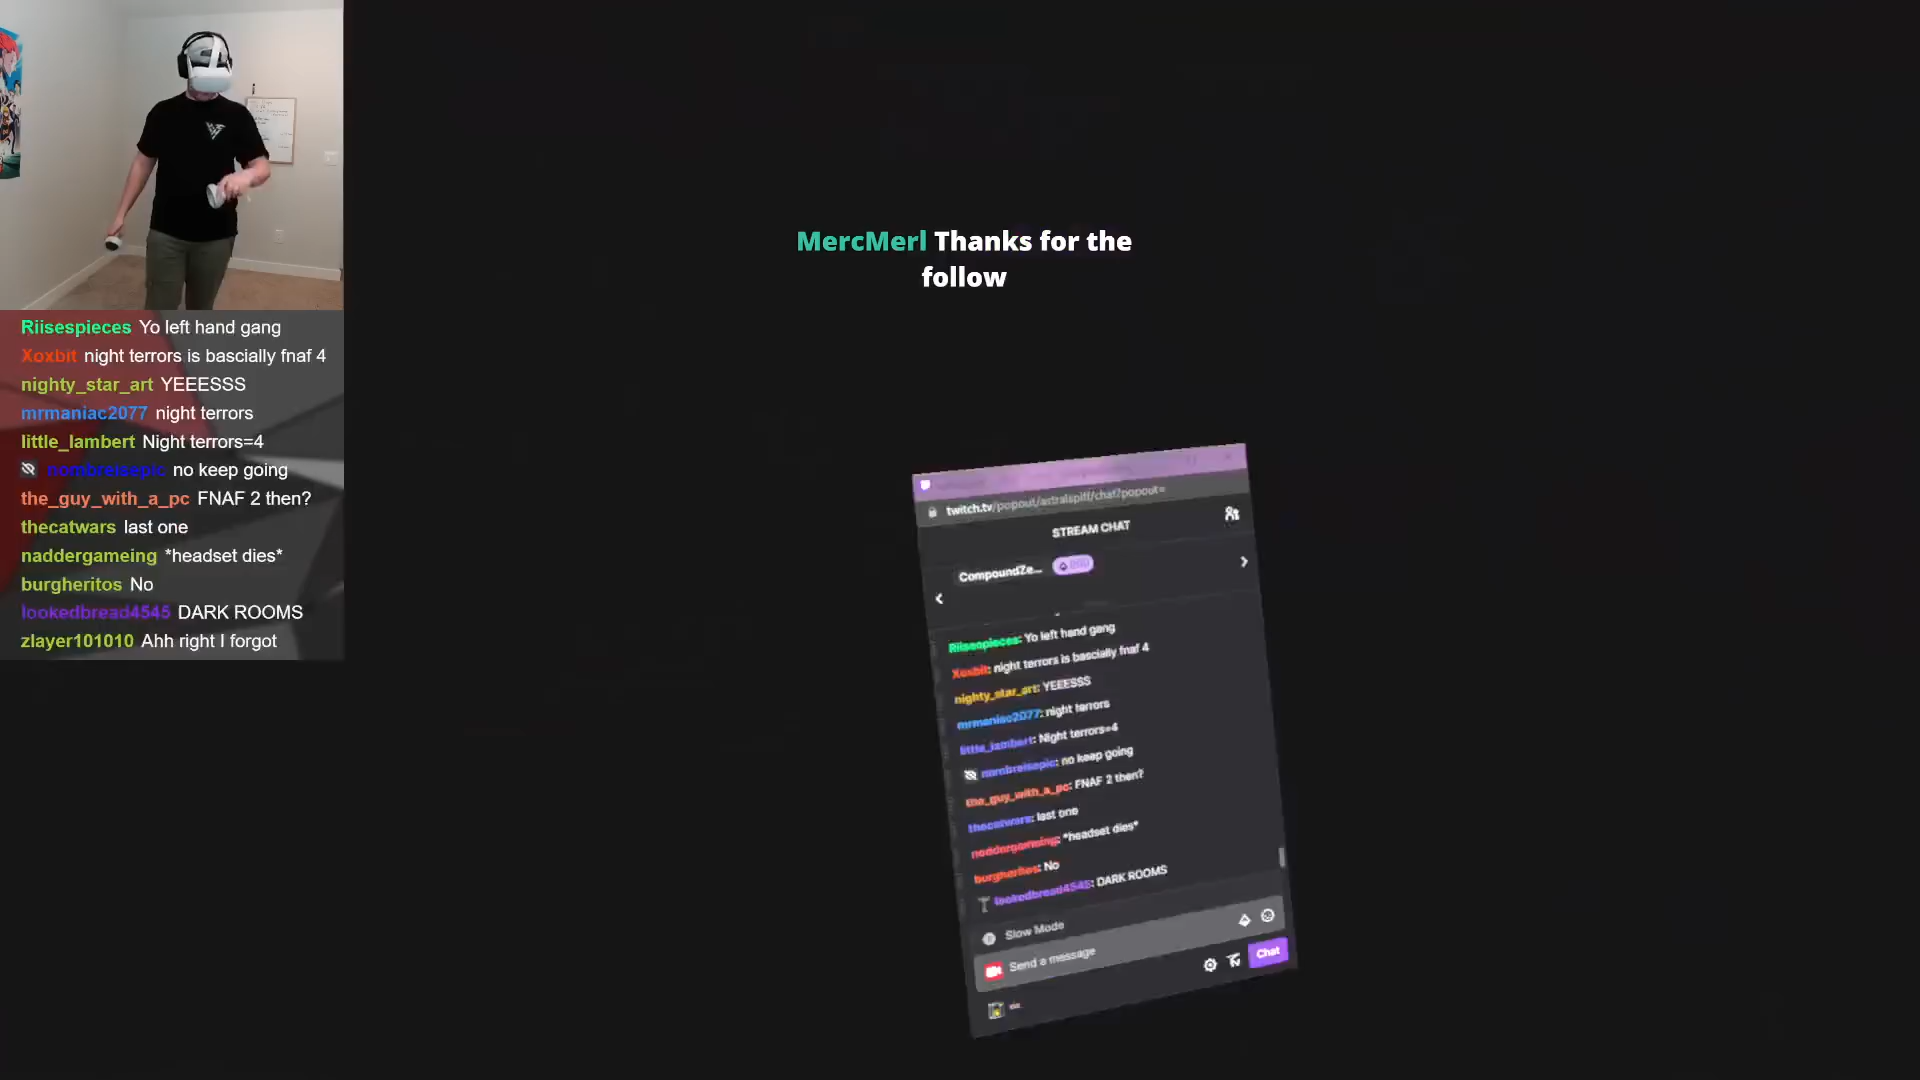 MercMerl Thanks for the
follow
Riisespieces Yo left hand gang
Xoxbit night terrors is bascially fnaf 4
nighty_star_art YEEESSS
mrmaniac2077 night terrors
little_lambert Night terrors=4
nombreisepic no keep going
the_guy_with_a_pc FNAF 2 then?
thecatwars last one
naddergameing *headset dies*
burgheritos No
lookedbread4545 DARK ROOMS
zlayer101010 Ahh right I forgot
twitch.tv/popout/astralspiff/chat?popout=
STREAM CHAT
CompoundZe...
Riisespieces: Yo left hand gang
Xoxbit: night terrors is bascially fnaf 4
nighty_star_art: YEEESSS
mrmaniac2077: night terrors
little_lambert: Night terrors=4
nombreisepic: no keep going
the_guy_with_a_pc: FNAF 2 then?
thecatwars: last one
naddergameing: *headset dies*
burgheritos: No
lookedbread4545: DARK ROOMS
Slow Mode
Send a message
Chat